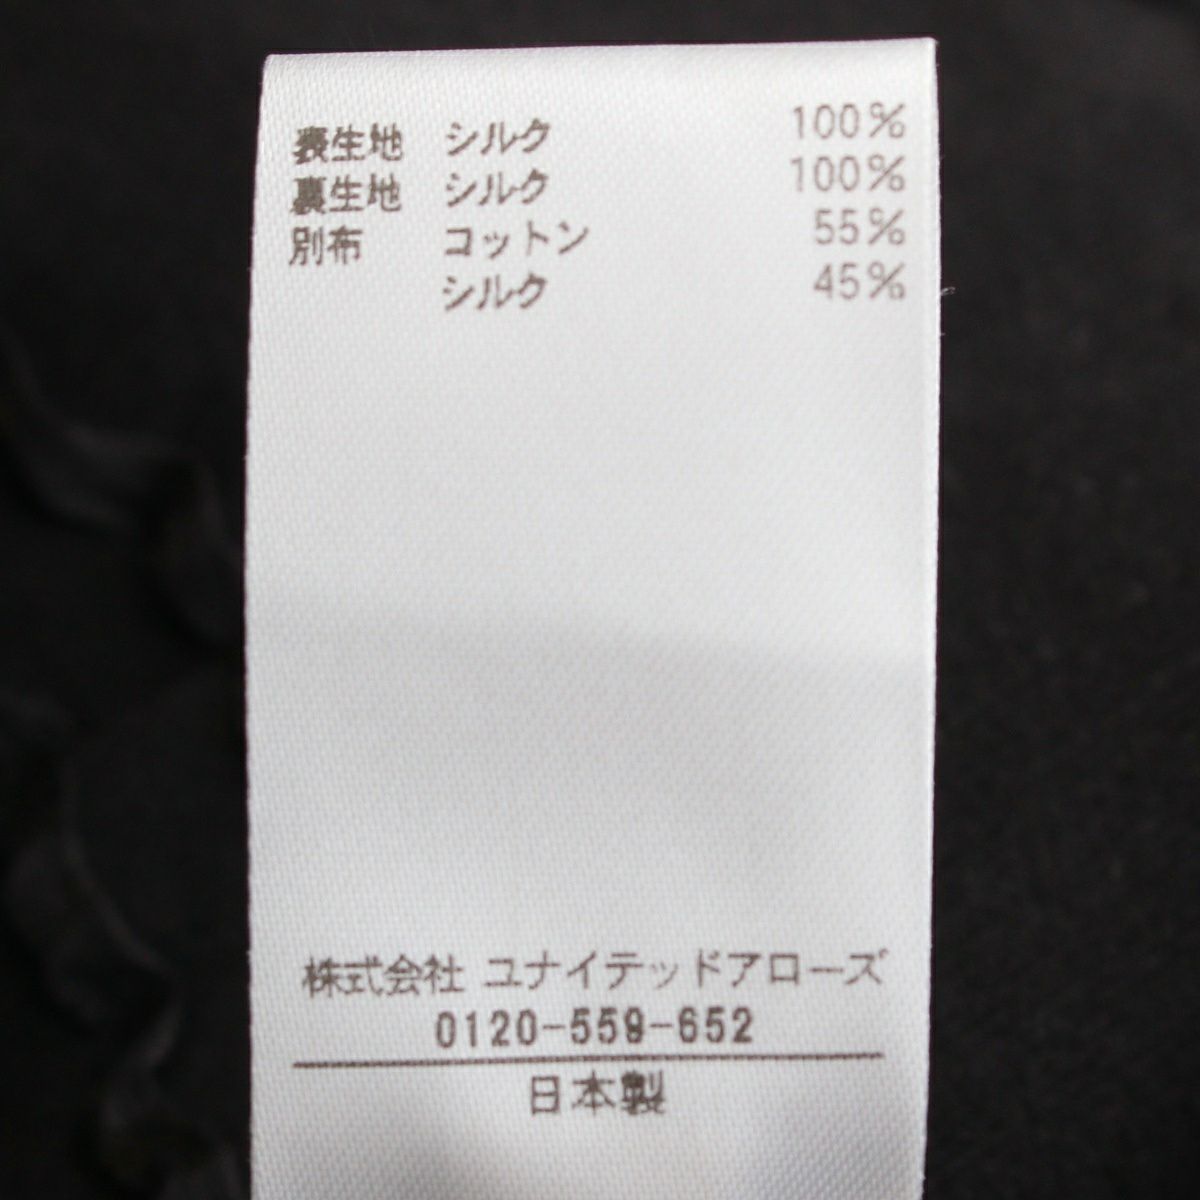 表生地 シルク 100%
裏生地 シルク 100%
別布 コットン 55%
シルク 45%
株式会社 ユナイテッドアローズ
0120-559-652
日本製